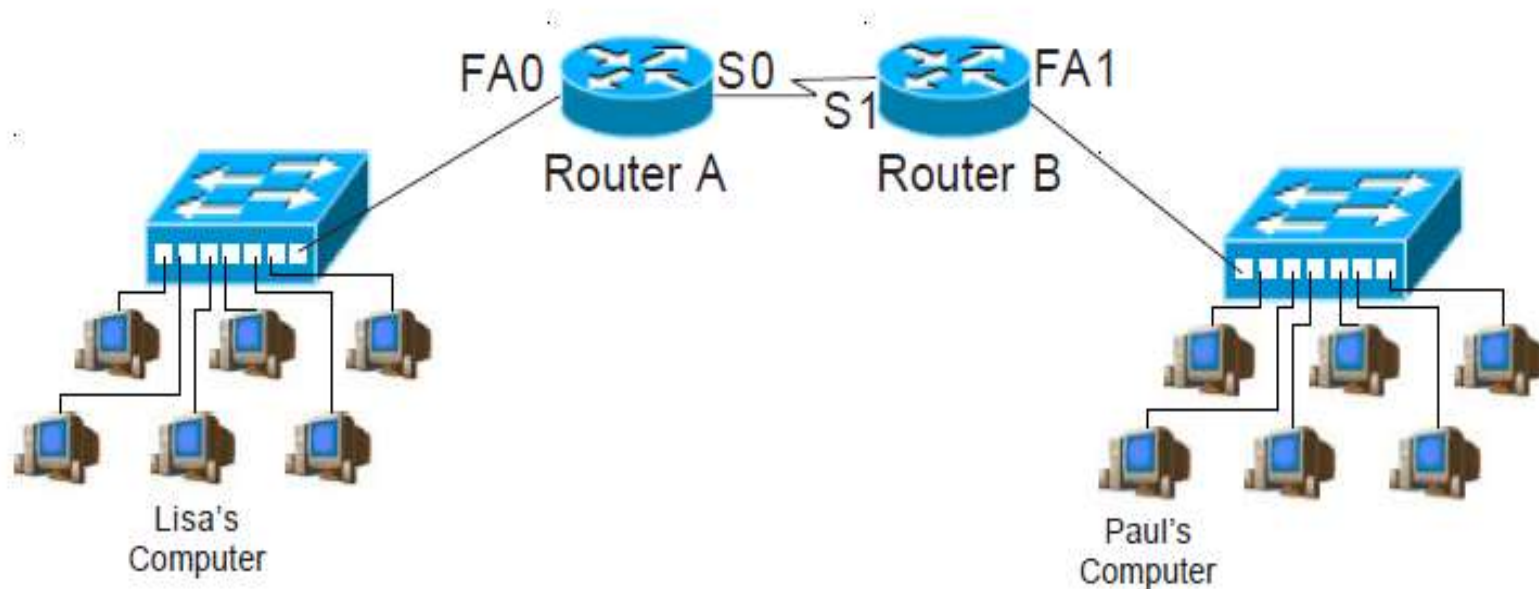 FA0
S0
S1
FA1
Router A
Router B
Lisa's
Computer
Paul's
Computer